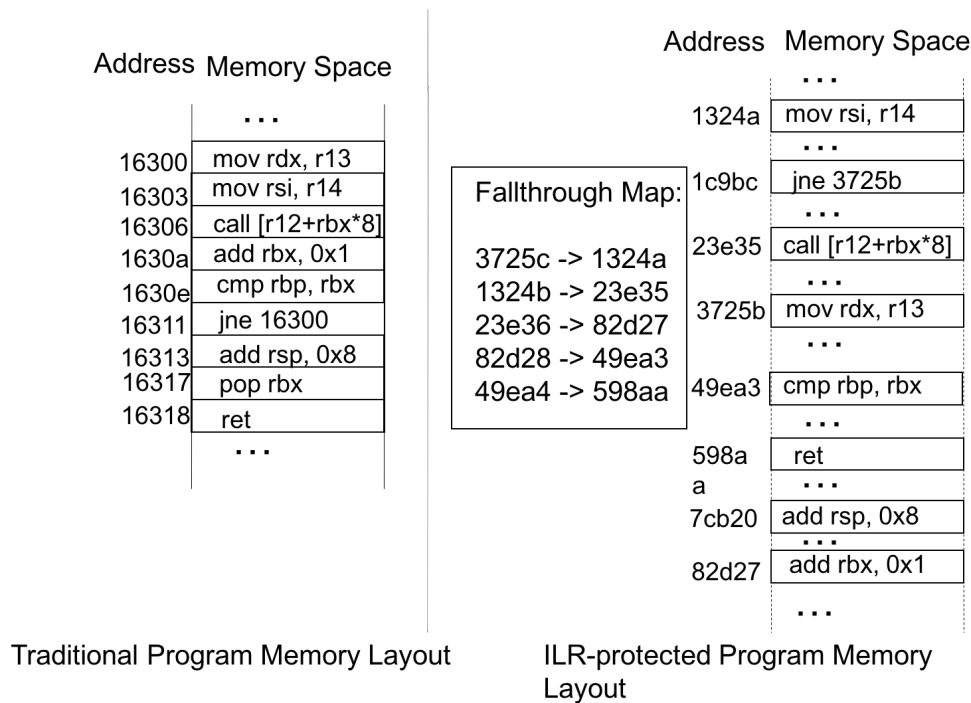 Address Memory Space
...
16300 mov rdx, r13
16303 mov rsi, r14
16306 call [r12+rbx*8]
1630a add rbx, 0x1
1630e cmp rbp, rbx
16311 jne 16300
16313 add rsp, 0x8
16317 pop rbx
16318 ret
...
Traditional Program Memory Layout
Fallthrough Map:
3725c -> 1324a
1324b -> 23e35
23e36 -> 82d27
82d28 -> 49ea3
49ea4 -> 598aa
Address Memory Space
...
1324a mov rsi, r14
...
1c9bc jne 3725b
...
23e35 call [r12+rbx*8]
...
3725b mov rdx, r13
...
49ea3 cmp rbp, rbx
...
598a ret
a ...
7cb20 add rsp, 0x8
...
82d27 add rbx, 0x1
...
ILR-protected Program Memory
Layout